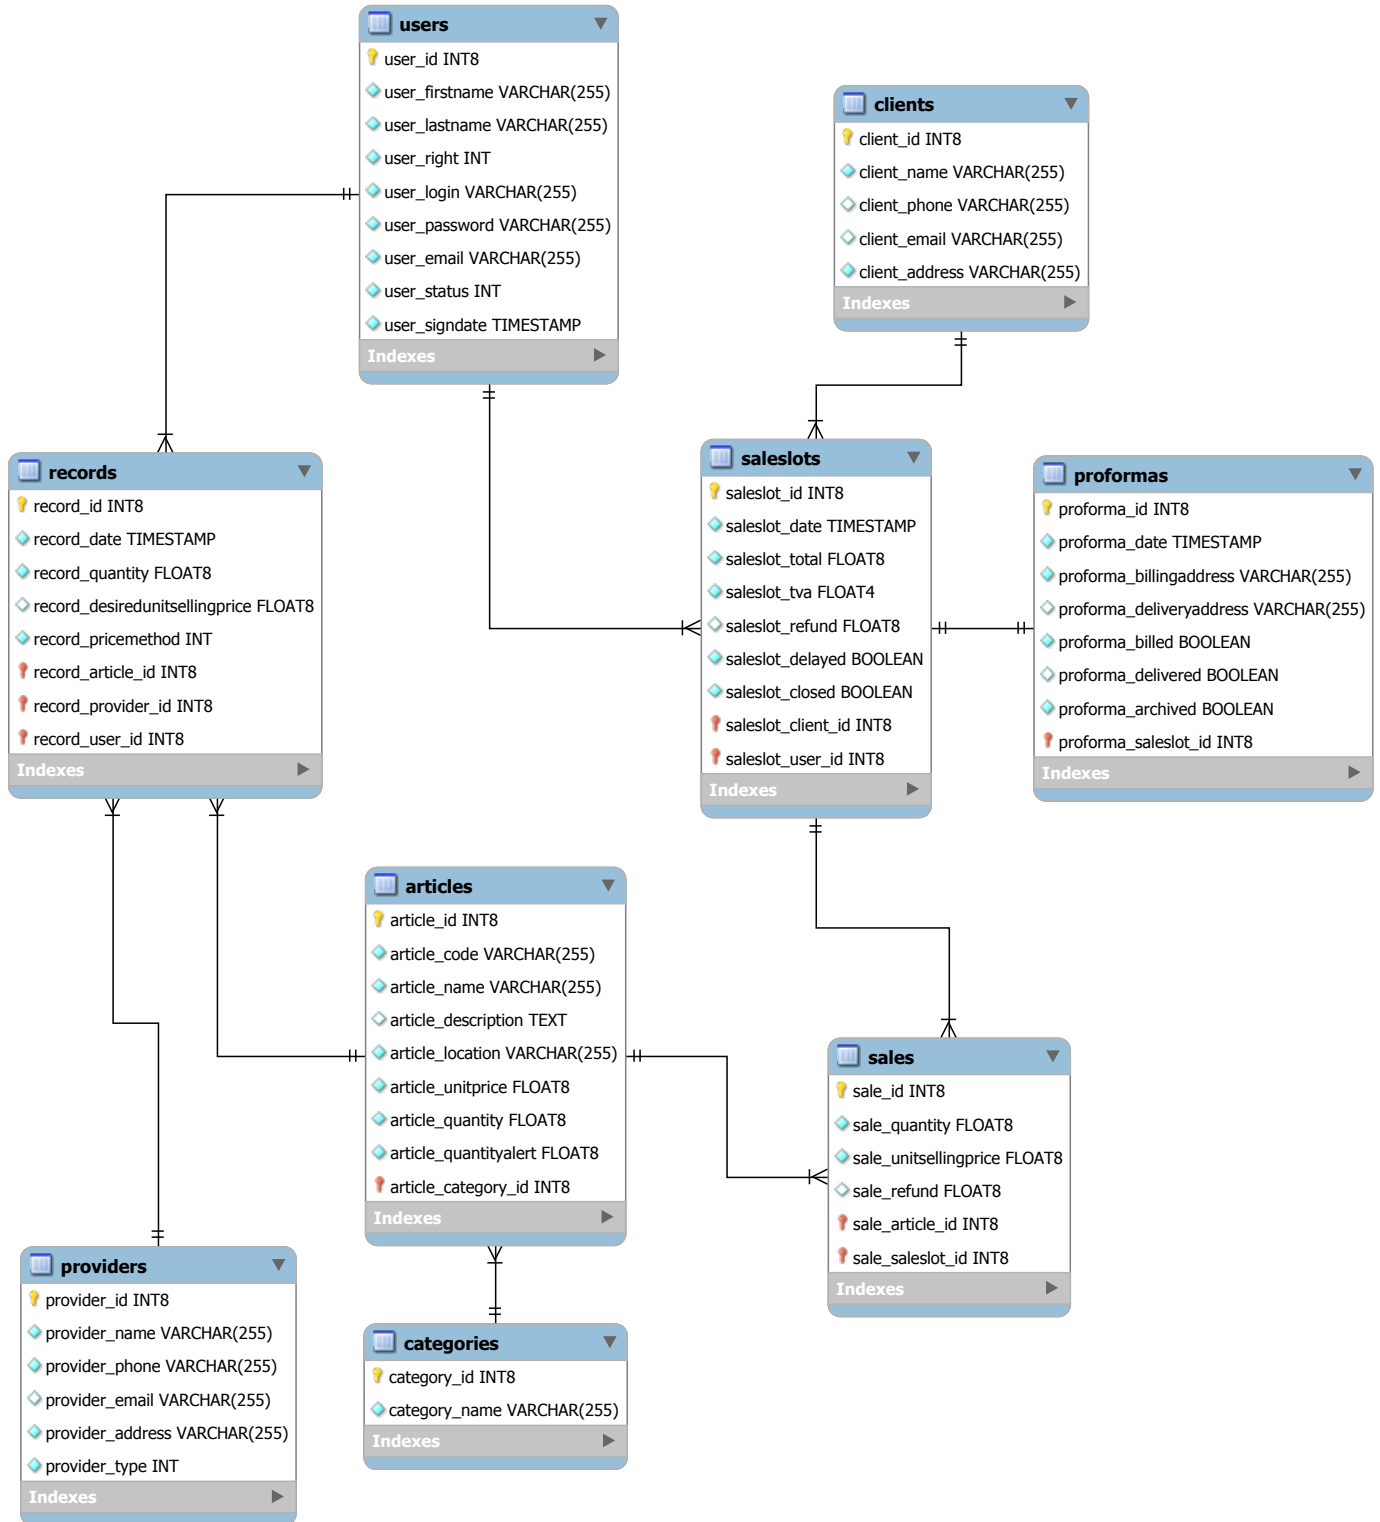 users
user_id INT8
user_firstname VARCHAR(255)
user_lastname VARCHAR(255)
user_right INT
user_login VARCHAR(255)
user_password VARCHAR(255)
user_email VARCHAR(255)
user_status INT
user_signdate TIMESTAMP
Indexes
clients
client_id INT8
client_name VARCHAR(255)
client_phone VARCHAR(255)
client_email VARCHAR(255)
client_address VARCHAR(255)
Indexes
records
record_id INT8
record_date TIMESTAMP
record_quantity FLOAT8
record_desiredunitsellingprice FLOAT8
record_pricemethod INT
record_article_id INT8
record_provider_id INT8
record_user_id INT8
Indexes
saleslots
saleslot_id INT8
saleslot_date TIMESTAMP
saleslot_total FLOAT8
saleslot_tva FLOAT4
saleslot_refund FLOAT8
saleslot_delayed BOOLEAN
saleslot_closed BOOLEAN
saleslot_client_id INT8
saleslot_user_id INT8
Indexes
proformas
proforma_id INT8
proforma_date TIMESTAMP
proforma_billingaddress VARCHAR(255)
proforma_deliveryaddress VARCHAR(255)
proforma_billed BOOLEAN
proforma_delivered BOOLEAN
proforma_archived BOOLEAN
proforma_saleslot_id INT8
Indexes
articles
article_id INT8
article_code VARCHAR(255)
article_name VARCHAR(255)
article_description TEXT
article_location VARCHAR(255)
article_unitprice FLOAT8
article_quantity FLOAT8
article_quantityalert FLOAT8
article_category_id INT8
Indexes
sales
sale_id INT8
sale_quantity FLOAT8
sale_unitsellingprice FLOAT8
sale_refund FLOAT8
sale_article_id INT8
sale_saleslot_id INT8
Indexes
providers
provider_id INT8
provider_name VARCHAR(255)
provider_phone VARCHAR(255)
provider_email VARCHAR(255)
provider_address VARCHAR(255)
provider_type INT
Indexes
categories
category_id INT8
category_name VARCHAR(255)
Indexes